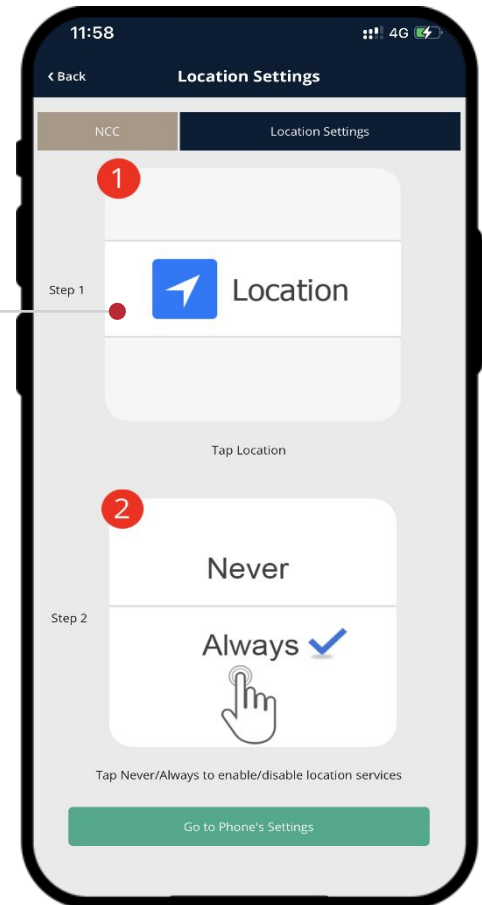 11:58
4G
Back
Location Settings
NCC
Location Settings
1
Step 1
Location
Tap Location
2
Never
Step 2
Always
Tap Never/Always to enable/disable location services
Go to Phone's Settings